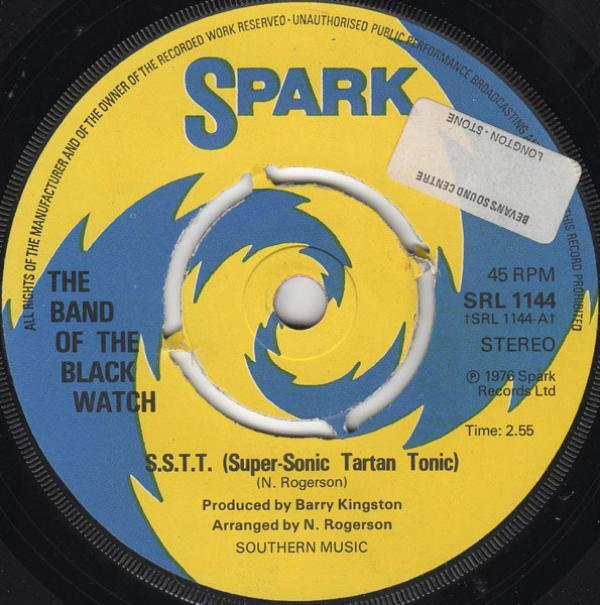 ALL RIGHTS OF THE MANUFACTURER AND OF THE OWNER OF THE RECORDED WORK RESERVED · UNAUTHORISED PUBLIC PERFORMANCE BROADCASTING
THIS RECORD PROHIBITED
SPARK
BEVAN'S SOUND CENTRE
LONGTON - STONE
THE
BAND
OF THE
BLACK
WATCH
45 RPM
SRL 1144
†SRL 1144-A†
STEREO
℗ 1976 Spark
Records Ltd
Time: 2.55
S.S.T.T. (Super-Sonic Tartan Tonic)
(N. Rogerson)
Produced by Barry Kingston
Arranged by N. Rogerson
SOUTHERN MUSIC